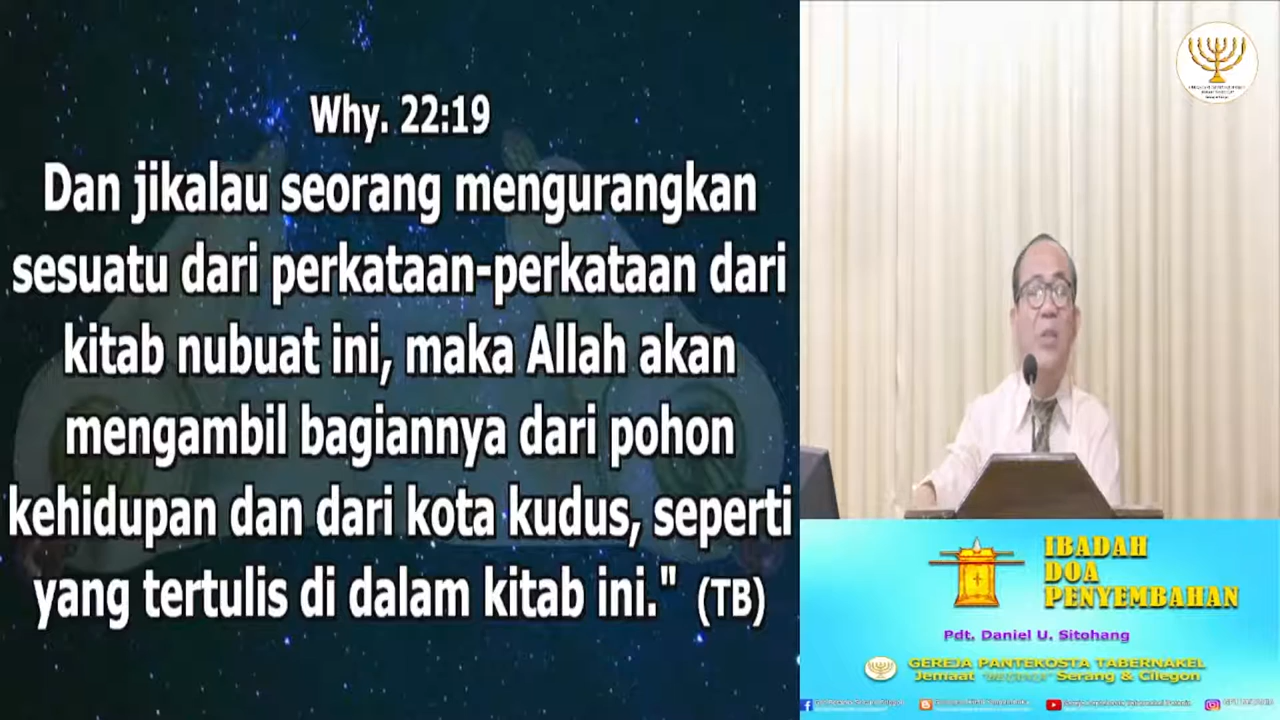 Why. 22:19
Dan jikalau seorang mengurangkan
sesuatu dari perkataan-perkataan dari
kitab nubuat ini, maka Allah akan
mengambil bagiannya dari pohon
kehidupan dan dari kota kudus, seperti
yang tertulis di dalam kitab ini." (TB)
IBADAH
DOA
PENYEMBAHAN
Pdt. Daniel U. Sitohang
GEREJA PANTEKOSTA TABERNAKEL
Jemaat Serang & Cilegon